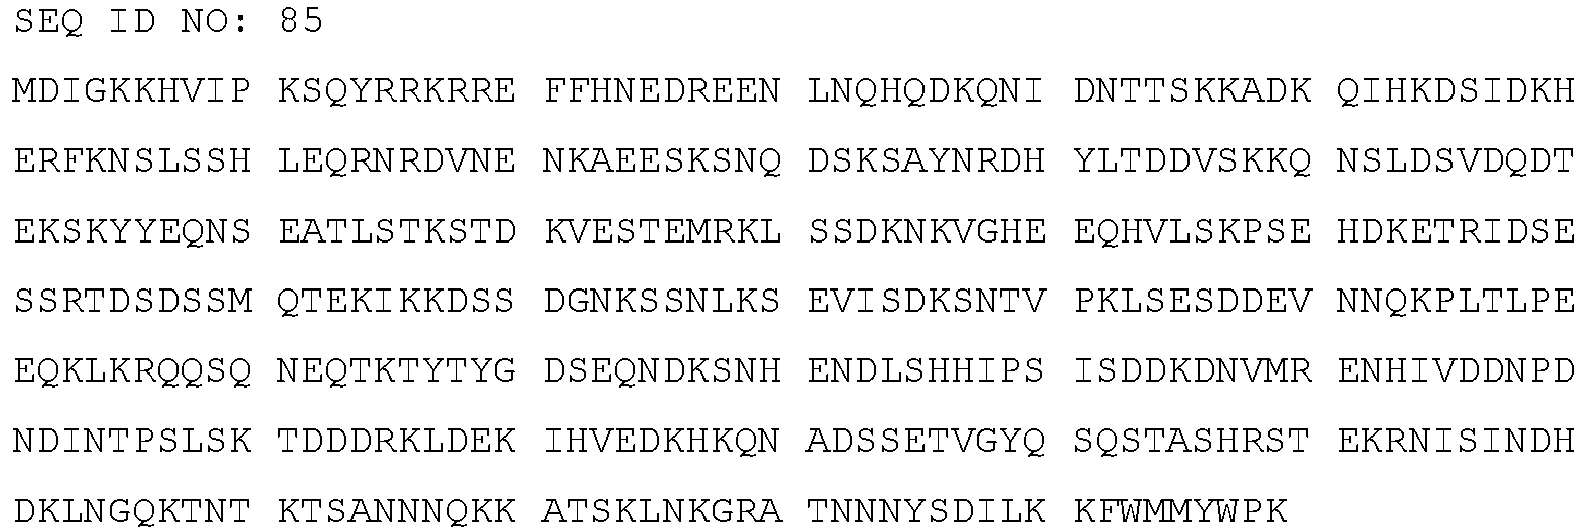 SEQ ID NO: 85
MDIGKKHVIP KSQYRRKRRE FFHNEDREEN LNQHQDKQNI DNTTSKKADK QIHKDSIDKH
ERFKNSLSSH LEQRNRDVNE NKAEESKSNQ DSKSAYNRDH YLTDDVSKKQ NSLDSVDQDT
EKSKYYEQNS EATLSTKSTD KVESTEMRKL SSDKNKVGHE EQHVLSKPSE HDKETRIDSE
SSRTDSDSSM QTEKIKKDSS DGNKSSNLKS EVISDKSNTV PKLSESDDEV NNQKPLTLPE
EQKLKRQQSQ NEQTKTYTYG DSEQNDKSNH ENDLSHHIPS ISDDKDNVMR ENHIVDDNPD
NDINTPSLSK TDDDRKLDEK IHVEDKHKQN ADSSETVGYQ SQSTASHRST EKRNISINDH
DKLNGQKTNT KTSANNNQKK ATSKLNKGRA TNNNYSDILK KFWMMYWPK